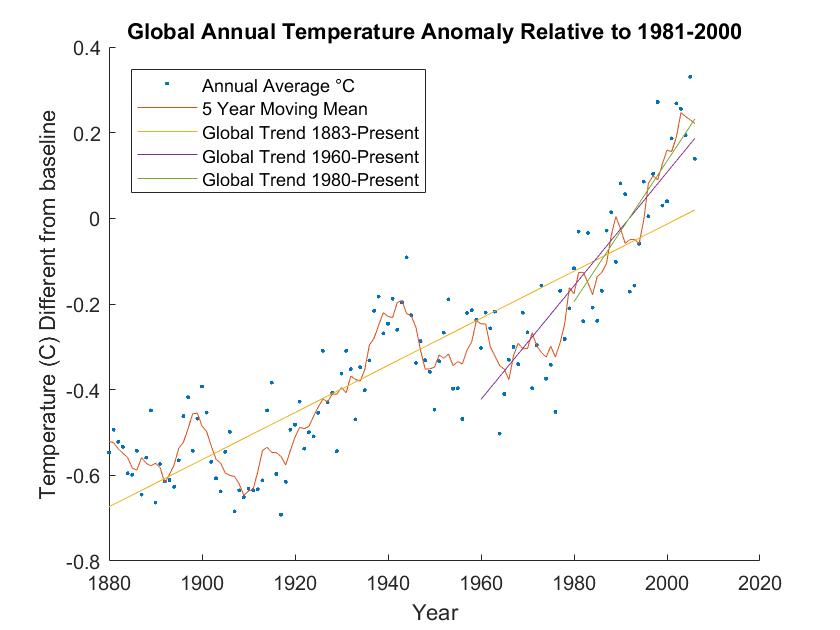 Global Annual Temperature Anomaly Relative to 1981-2000
0.4
0.2
0
-0.2
-0.4
-0.6
-0.8
Temperature (C) Different from baseline
Annual Average °C
5 Year Moving Mean
Global Trend 1883-Present
Global Trend 1960-Present
Global Trend 1980-Present
1880 1900 1920 1940 1960 1980 2000 2020
Year